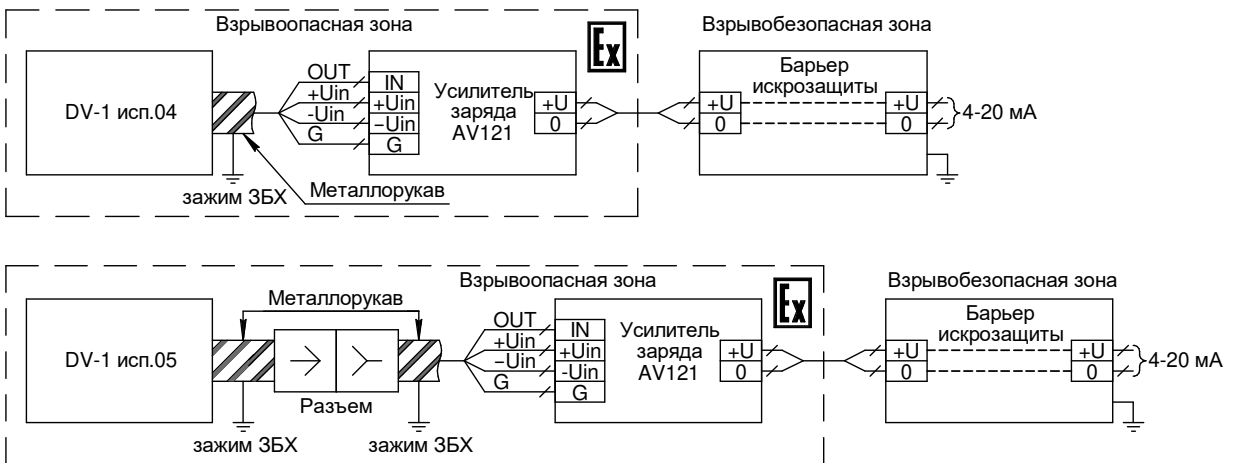 Взрывоопасная зона
Взрывобезопасная зона
Ex
DV-1 исп.04
OUT
+Uin
-Uin
G
IN
+Uin
–Uin
G
Усилитель
заряда
AV121
+U
0
Барьер
искрозащиты
+U
0
+U
0
4-20 мА
зажим ЗБХ
Металлорукав
Взрывоопасная зона
Взрывобезопасная зона
Ex
DV-1 исп.05
Металлорукав
Разъем
OUT
+Uin
–Uin
G
IN
+Uin
-Uin
G
Усилитель
заряда
AV121
+U
0
Барьер
искрозащиты
+U
0
+U
0
4-20 мА
зажим ЗБХ
зажим ЗБХ